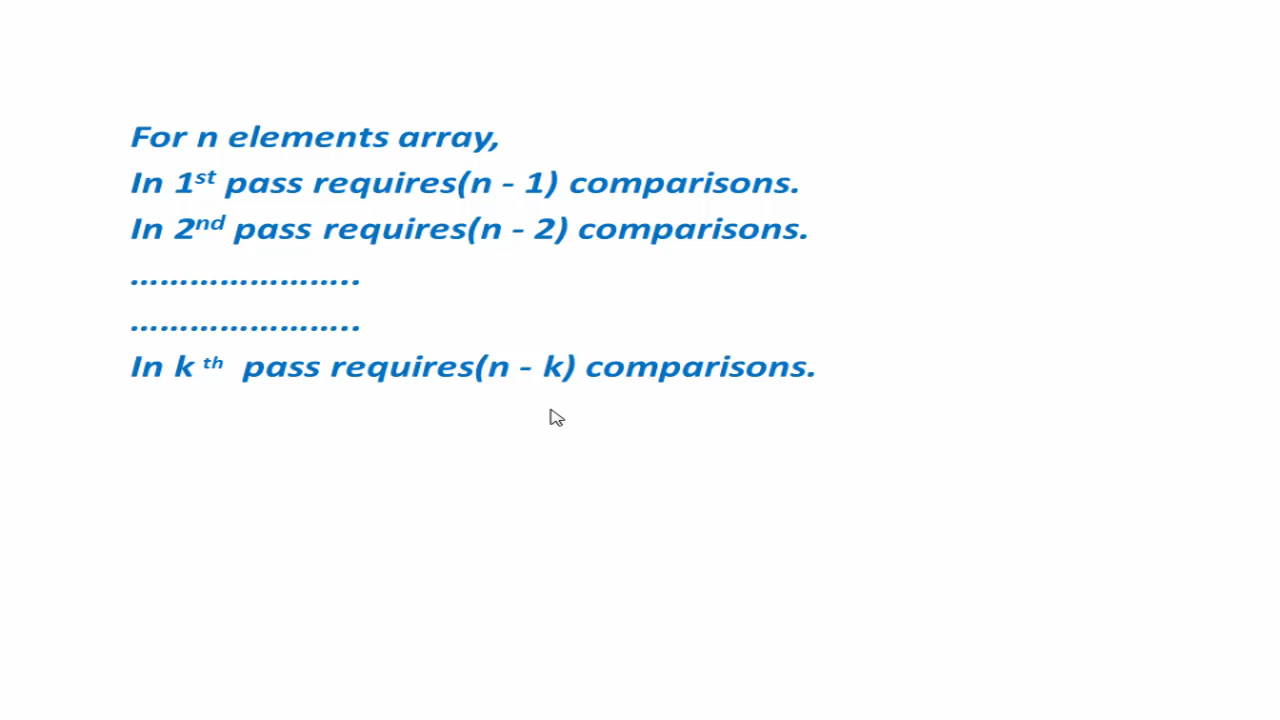 For n elements array,
In 1st pass requires(n - 1) comparisons.
In 2nd pass requires(n - 2) comparisons.
…………………..
…………………..
In k th pass requires(n - k) comparisons.